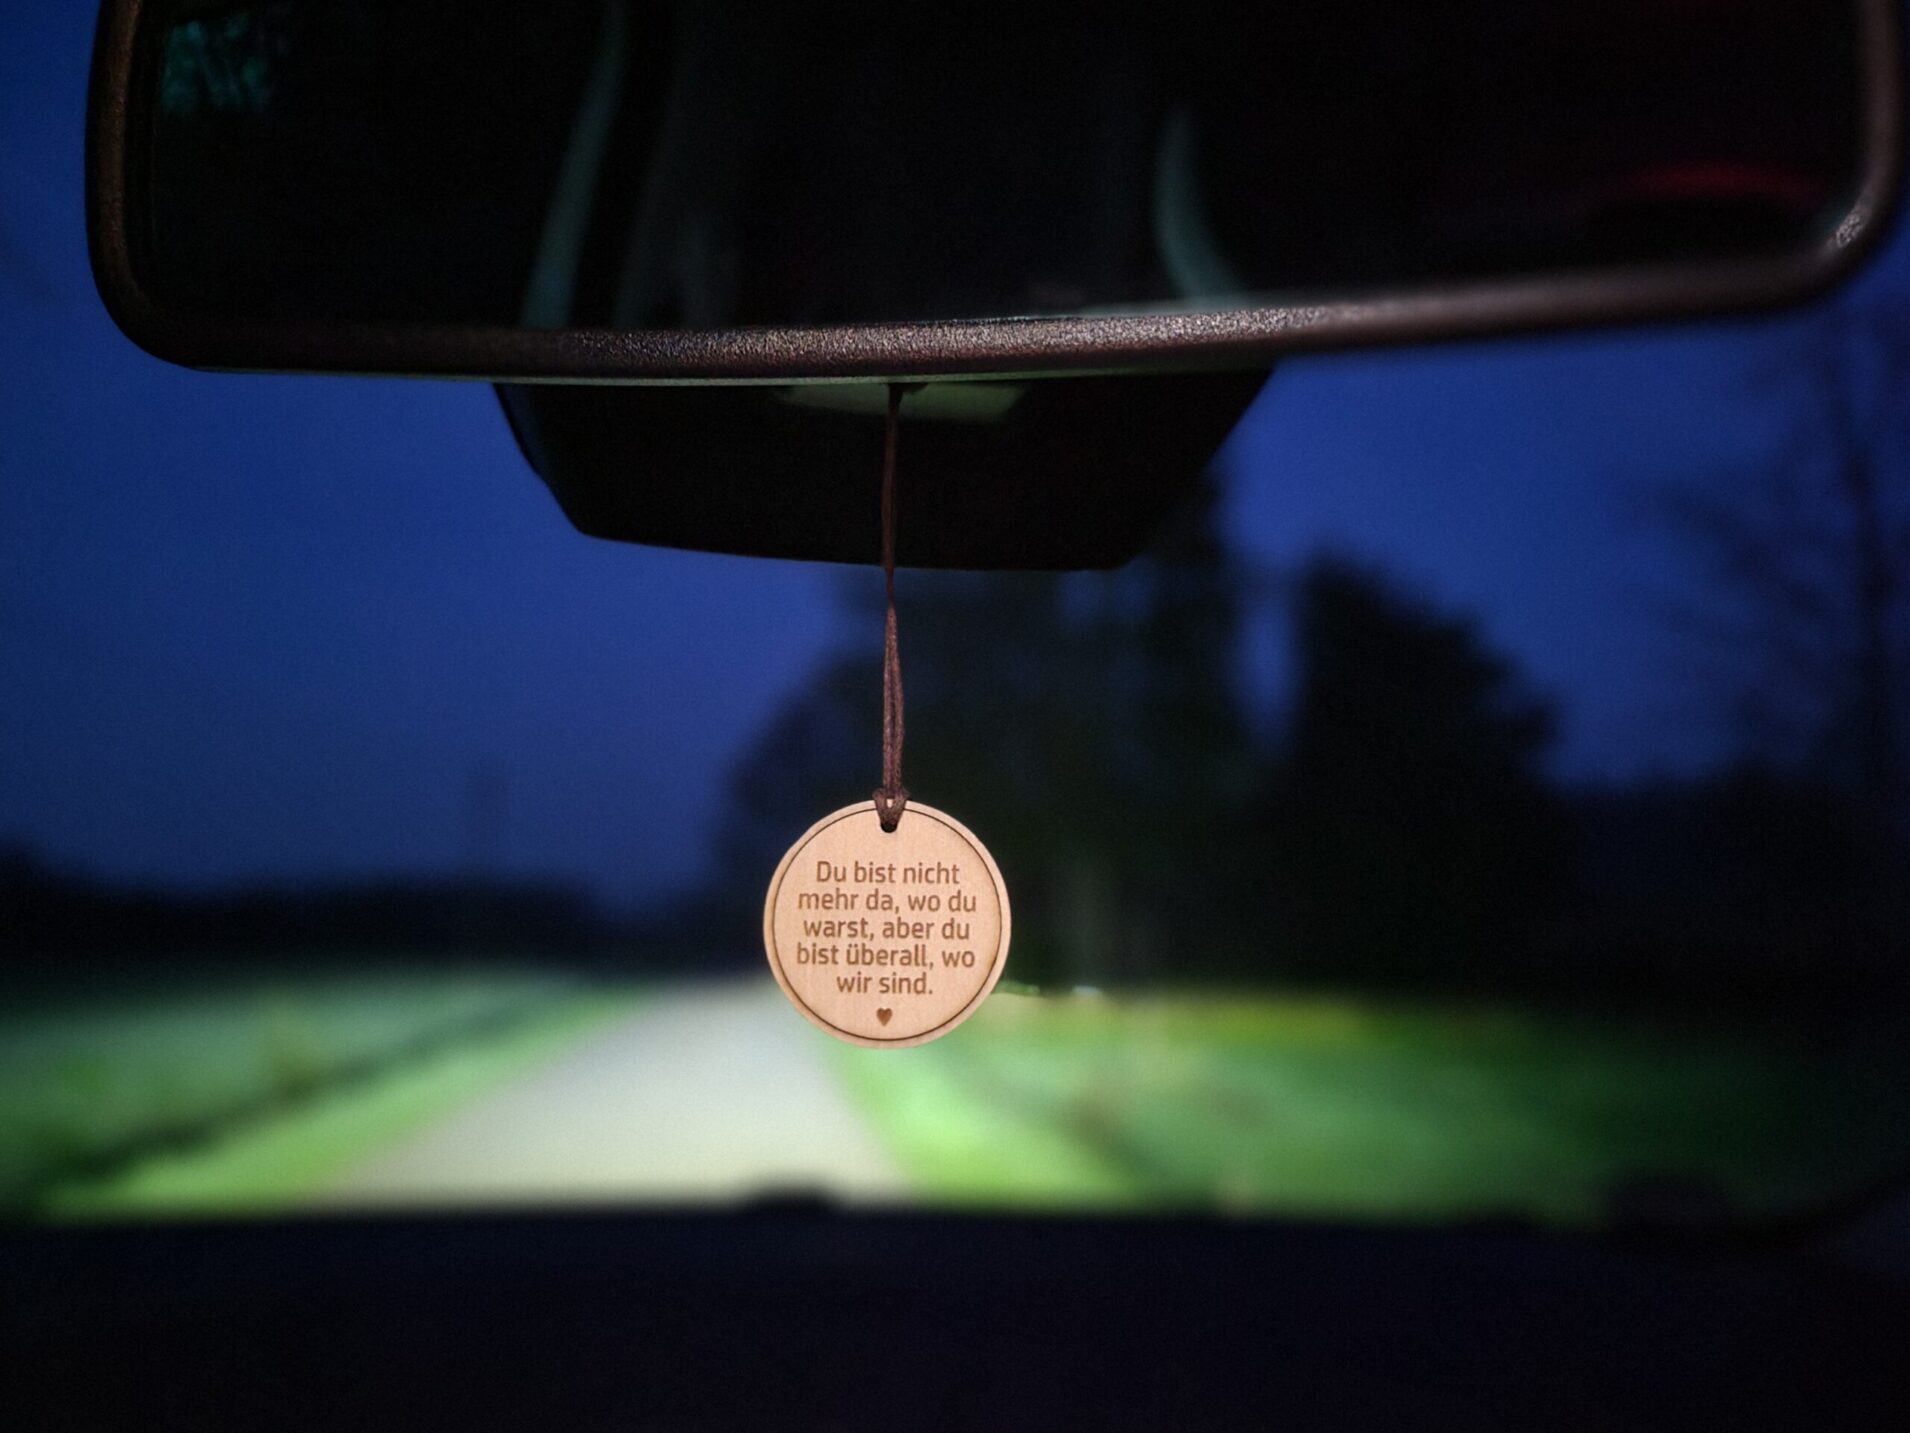 Du bist nicht
mehr da, wo du
warst, aber du
bist überall, wo
wir sind.